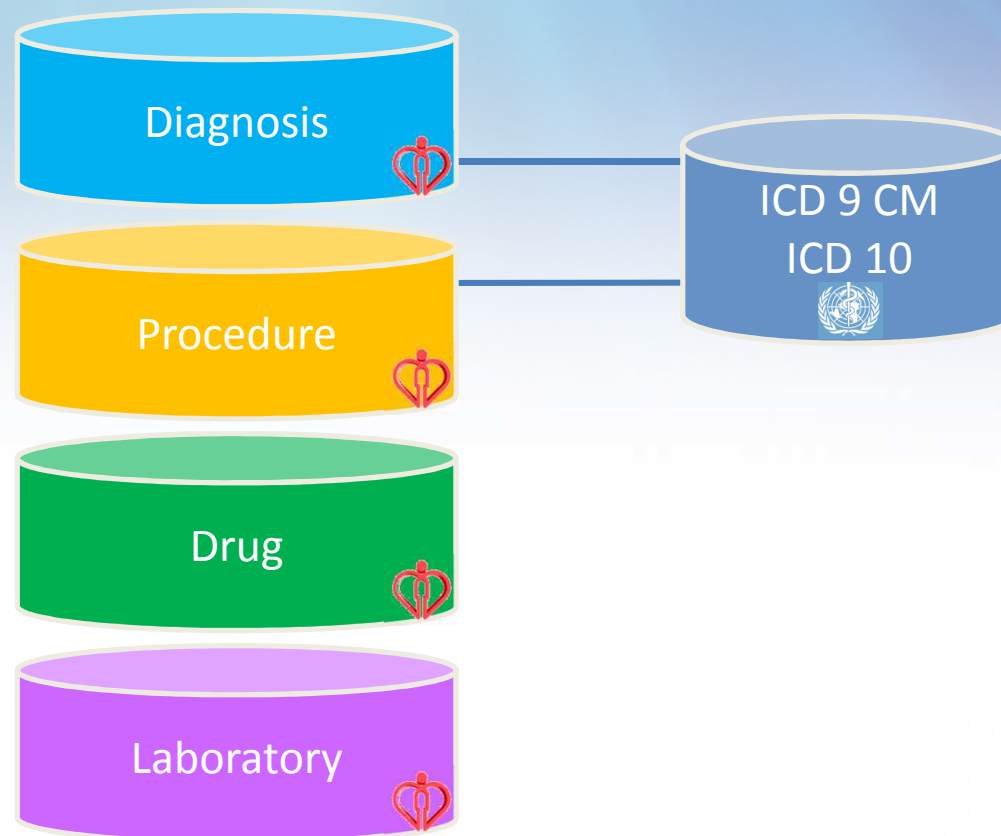 Diagnosis
ICD 9 CM
ICD 10
Procedure
Drug
Laboratory